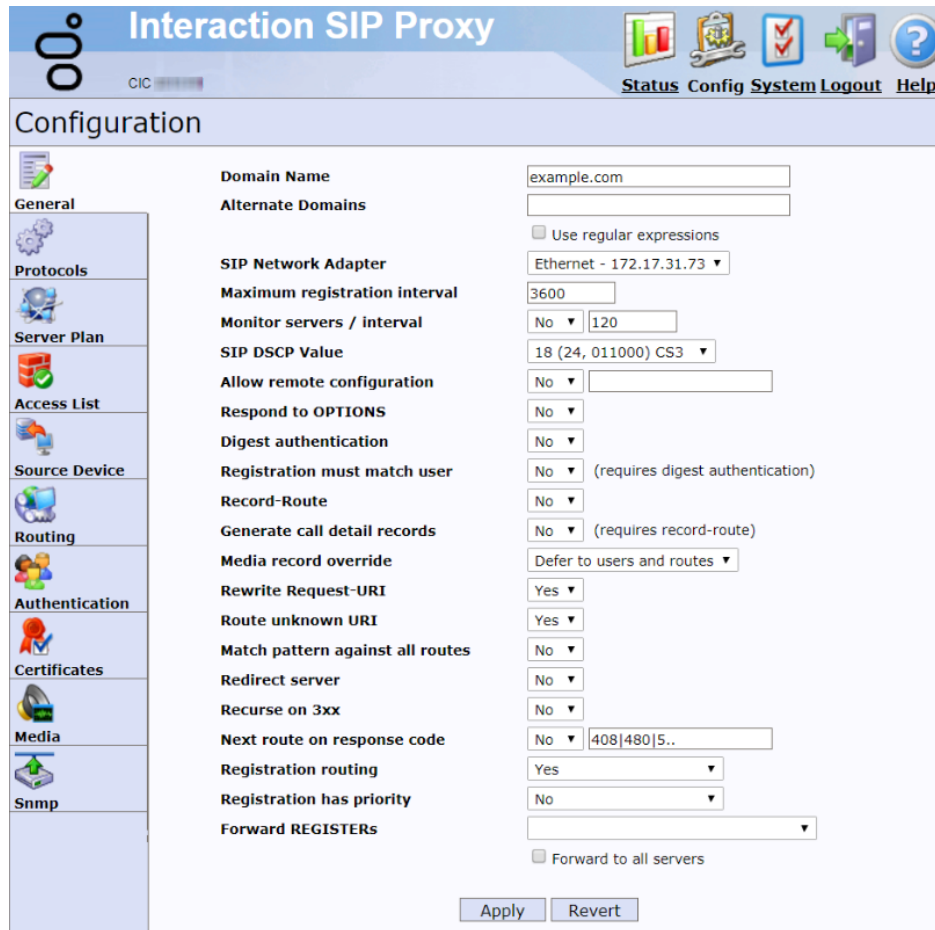 Interaction SIP Proxy
CIC
Status Config System Logout Help
Configuration
General
Protocols
Server Plan
Access List
Source Device
Routing
Authentication
Certificates
Media
Snmp
Domain Name example.com
Alternate Domains
Use regular expressions
SIP Network Adapter Ethernet - 172.17.31.73
Maximum registration interval 3600
Monitor servers / interval No 120
SIP DSCP Value 18 (24, 011000) CS3
Allow remote configuration No
Respond to OPTIONS No
Digest authentication No
Registration must match user No (requires digest authentication)
Record-Route No
Generate call detail records No (requires record-route)
Media record override Defer to users and routes
Rewrite Request-URI Yes
Route unknown URI Yes
Match pattern against all routes No
Redirect server No
Recurse on 3xx No
Next route on response code No 408|480|5..
Registration routing Yes
Registration has priority No
Forward REGISTERs
Forward to all servers
Apply Revert